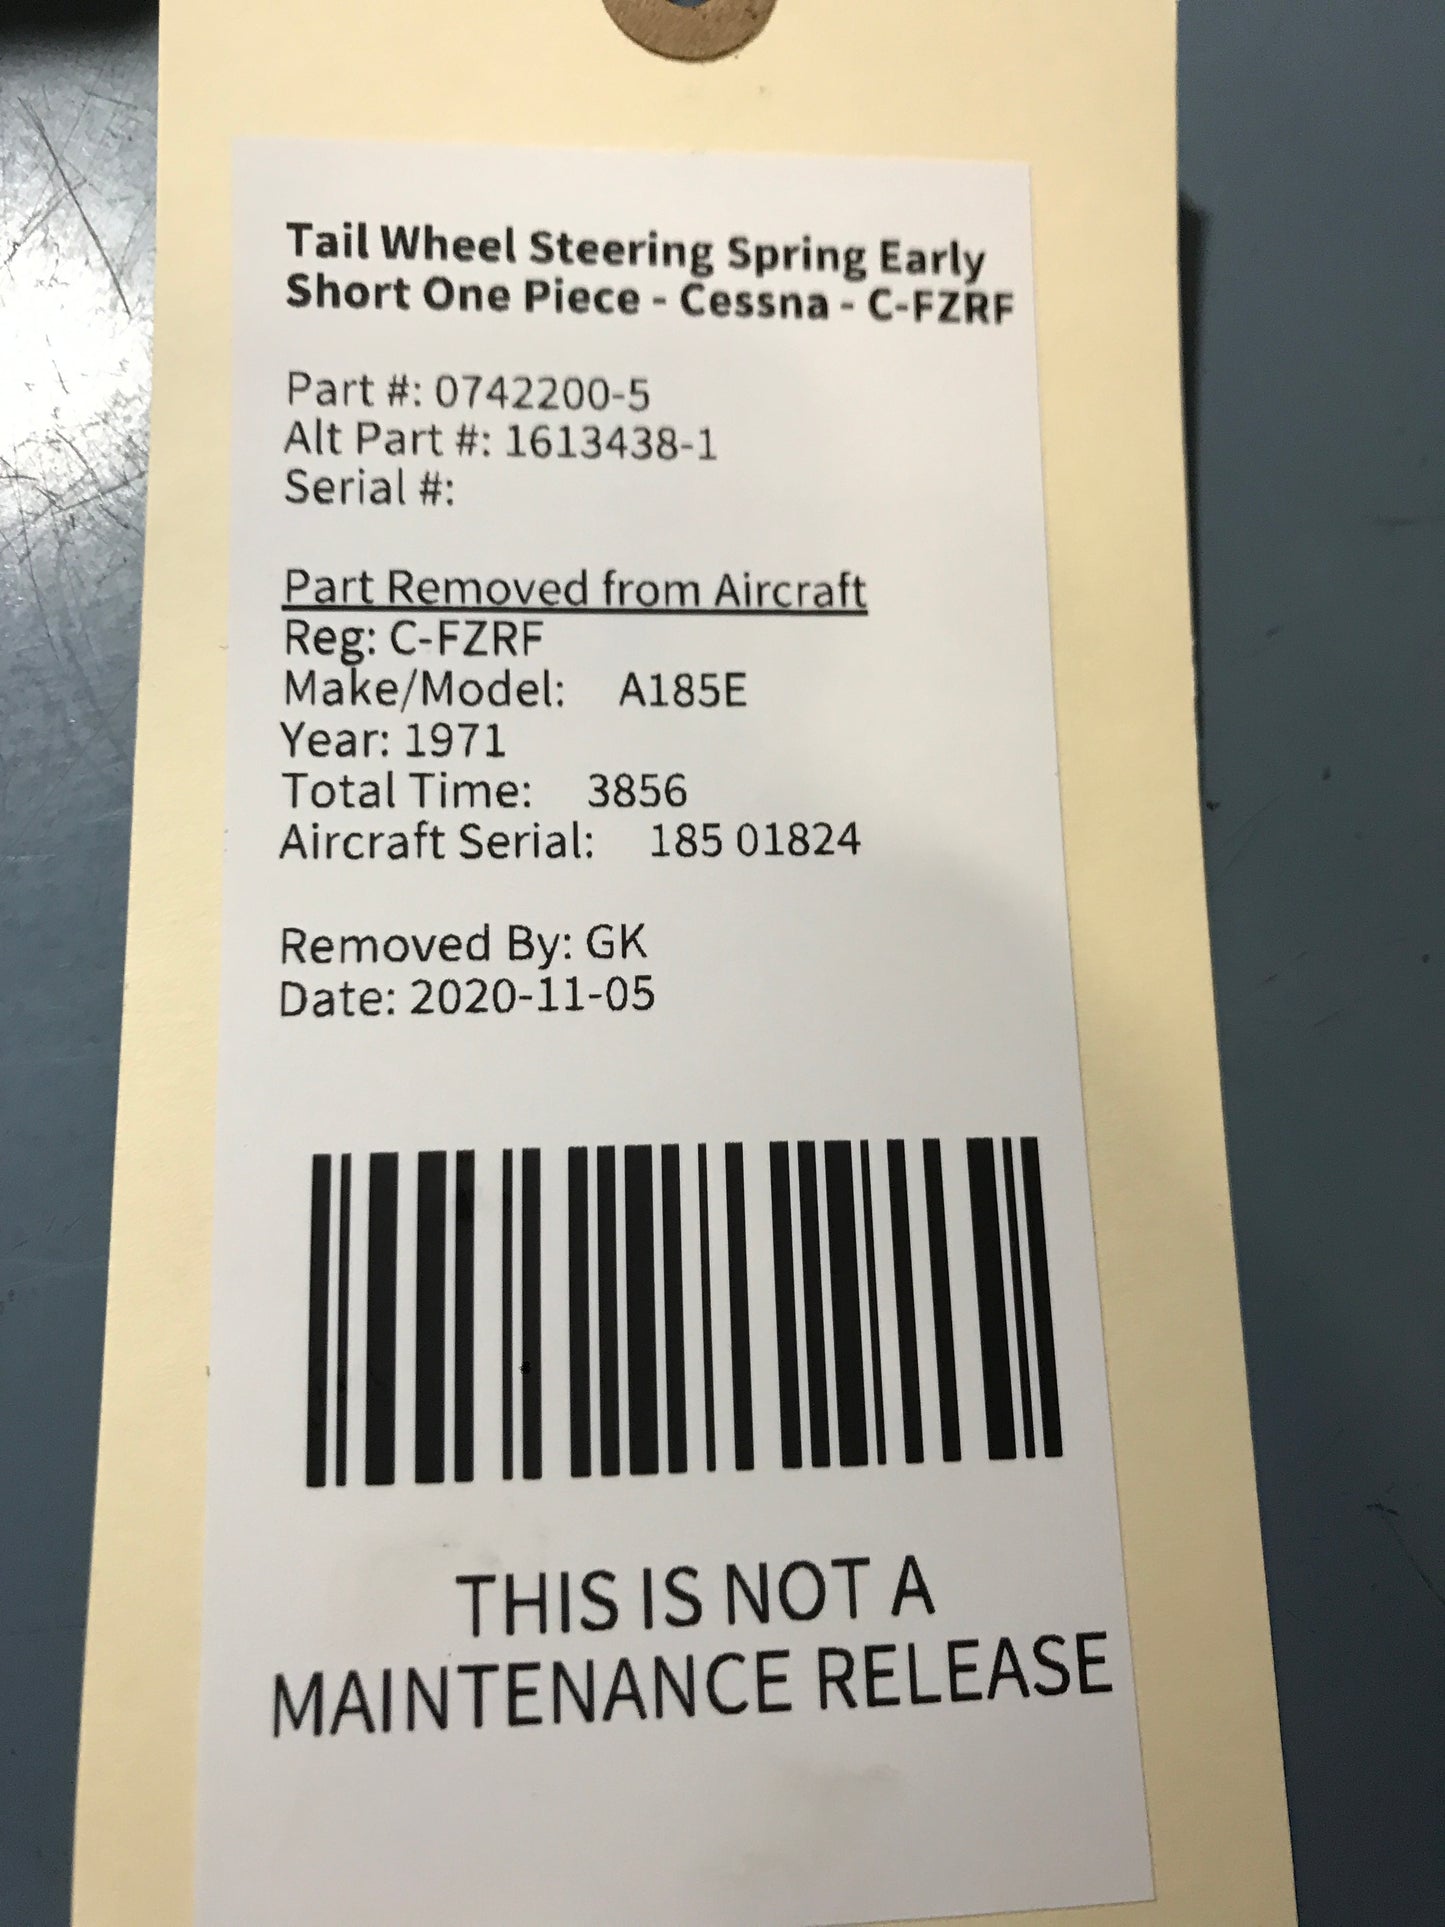 Tail Wheel Steering Spring Early
Short One Piece - Cessna - C-FZRF
Part #: 0742200-5
Alt Part #: 1613438-1
Serial #:
Part Removed from Aircraft
Reg: C-FZRF
Make/Model: A185E
Year: 1971
Total Time: 3856
Aircraft Serial: 185 01824
Removed By: GK
Date: 2020-11-05
THIS IS NOT A
MAINTENANCE RELEASE